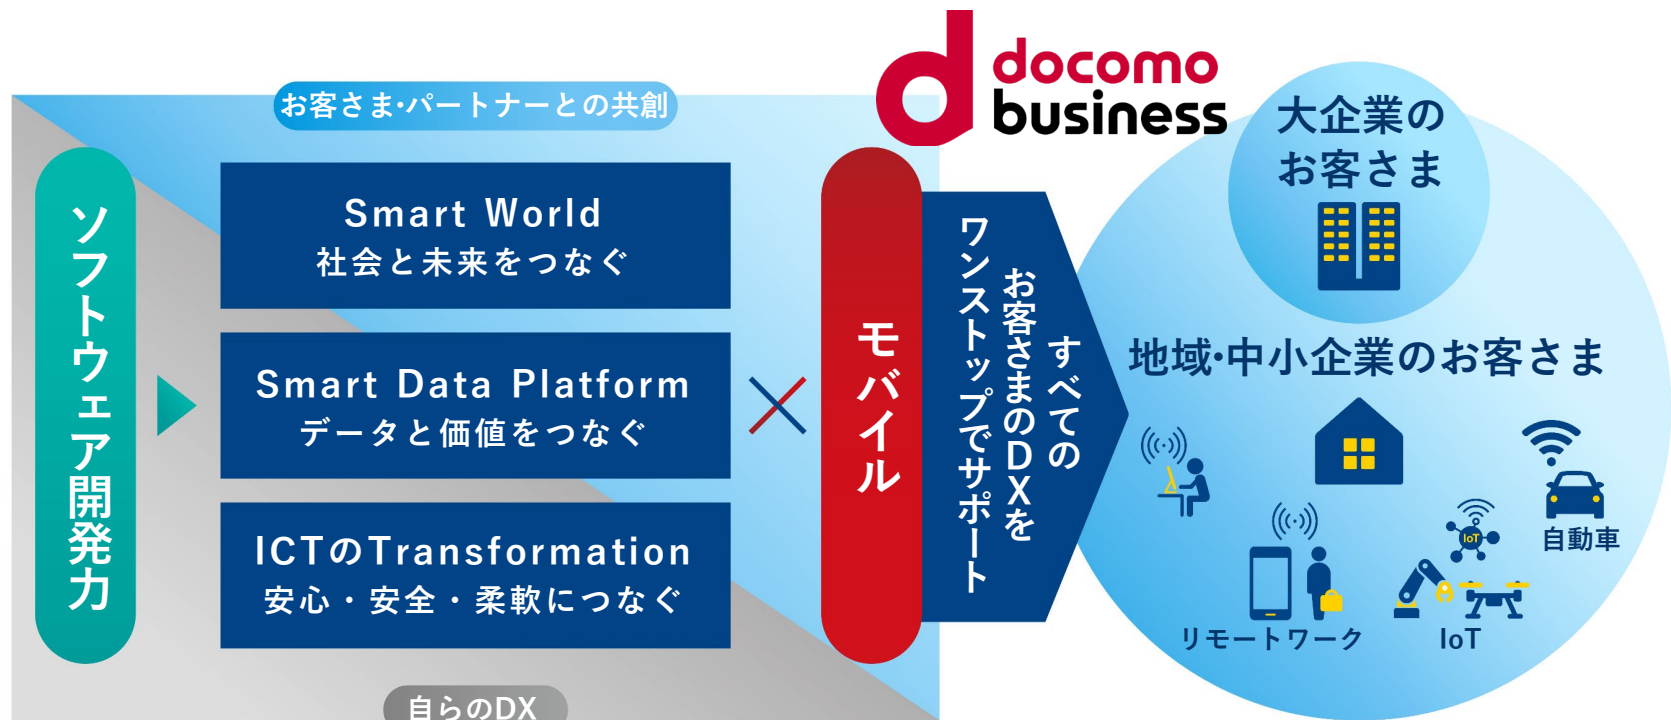 docomo
business
お客さま・パートナーとの共創
ソフトウェア開発力
Smart World
社会と未来をつなぐ
Smart Data Platform
データと価値をつなぐ
ICTのTransformation
安心・安全・柔軟につなぐ
自らのDX
モバイル
すべての
お客さまのDXを
ワンストップでサポート
大企業の
お客さま
地域・中小企業のお客さま
リモートワーク
IoT
IoT
自動車